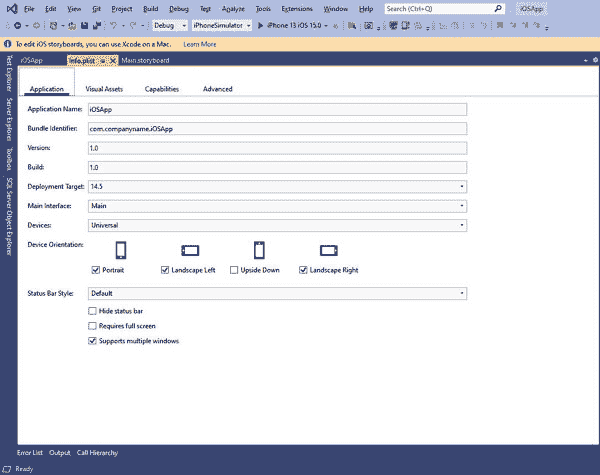 File Edit View Git Project Build Debug Test Analyze Tools Extensions Window Help Search (Ctrl+Q) iOSApp
Debug iPhoneSimulator iPhone 13 iOS 15.0
To edit iOS storyboards, you can use Xcode on a Mac. Learn More
iOSApp Info.plist Main.storyboard
Test Explorer
Server Explorer
Toolbox
SQL Server Object Explorer
Application Visual Assets Capabilities Advanced
Application Name: iOSApp
Bundle Identifier: com.companyname.iOSApp
Version: 1.0
Build: 1.0
Deployment Target: 14.5
Main Interface: Main
Devices: Universal
Device Orientation:
Portrait Landscape Left Upside Down Landscape Right
Status Bar Style: Default
Hide status bar
Requires full screen
Supports multiple windows
Error List Output Call Hierarchy
Ready